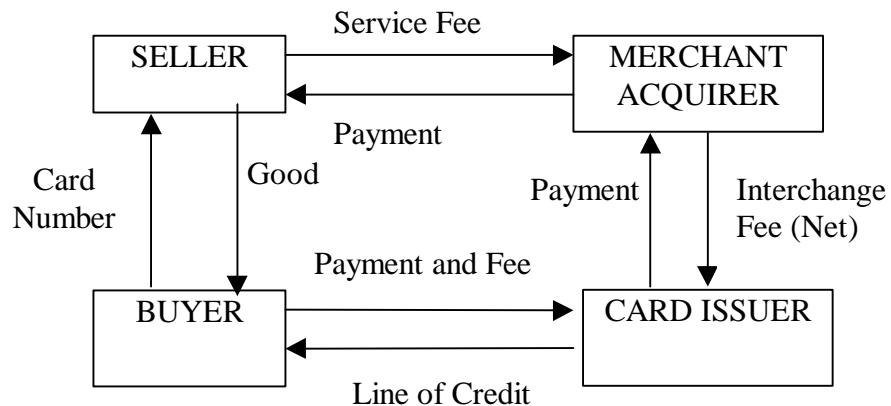 Service Fee
SELLER
MERCHANT
ACQUIRER
Payment
Card
Number
Good
Payment
Interchange
Fee (Net)
Payment and Fee
BUYER
CARD ISSUER
Line of Credit